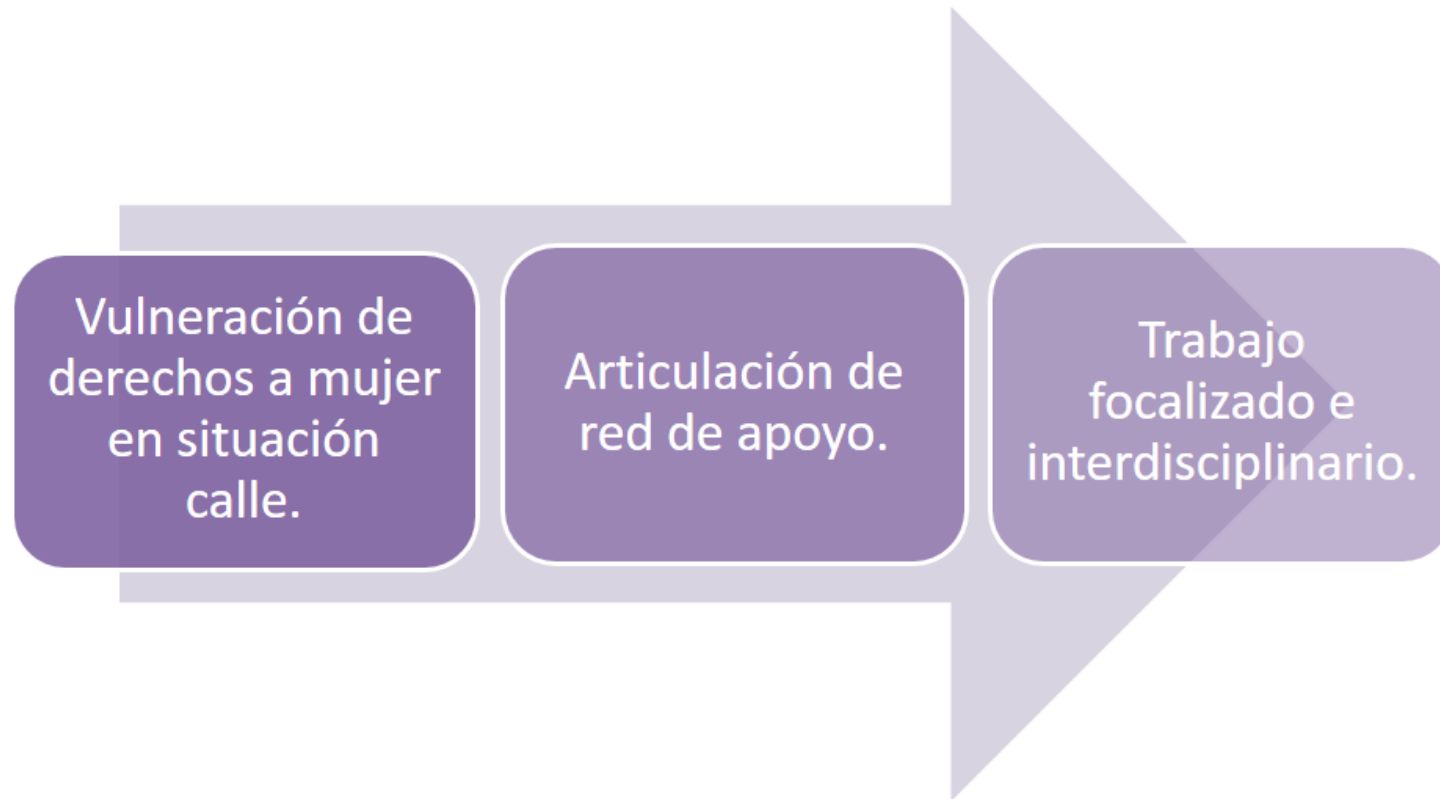 Vulneración de
derechos a mujer
en situación
calle.
Articulación de
red de apoyo.
Trabajo
focalizado e
interdisciplinario.